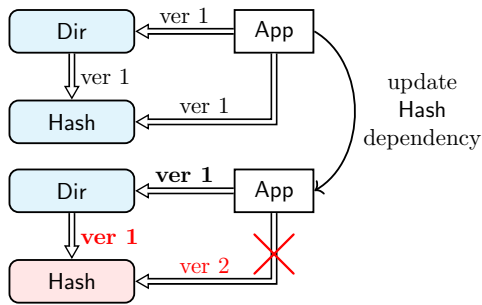 Dir
ver 1
App
ver 1
ver 1
Hash
update
Hash
dependency
Dir
ver 1
App
ver 1
Hash
ver 2